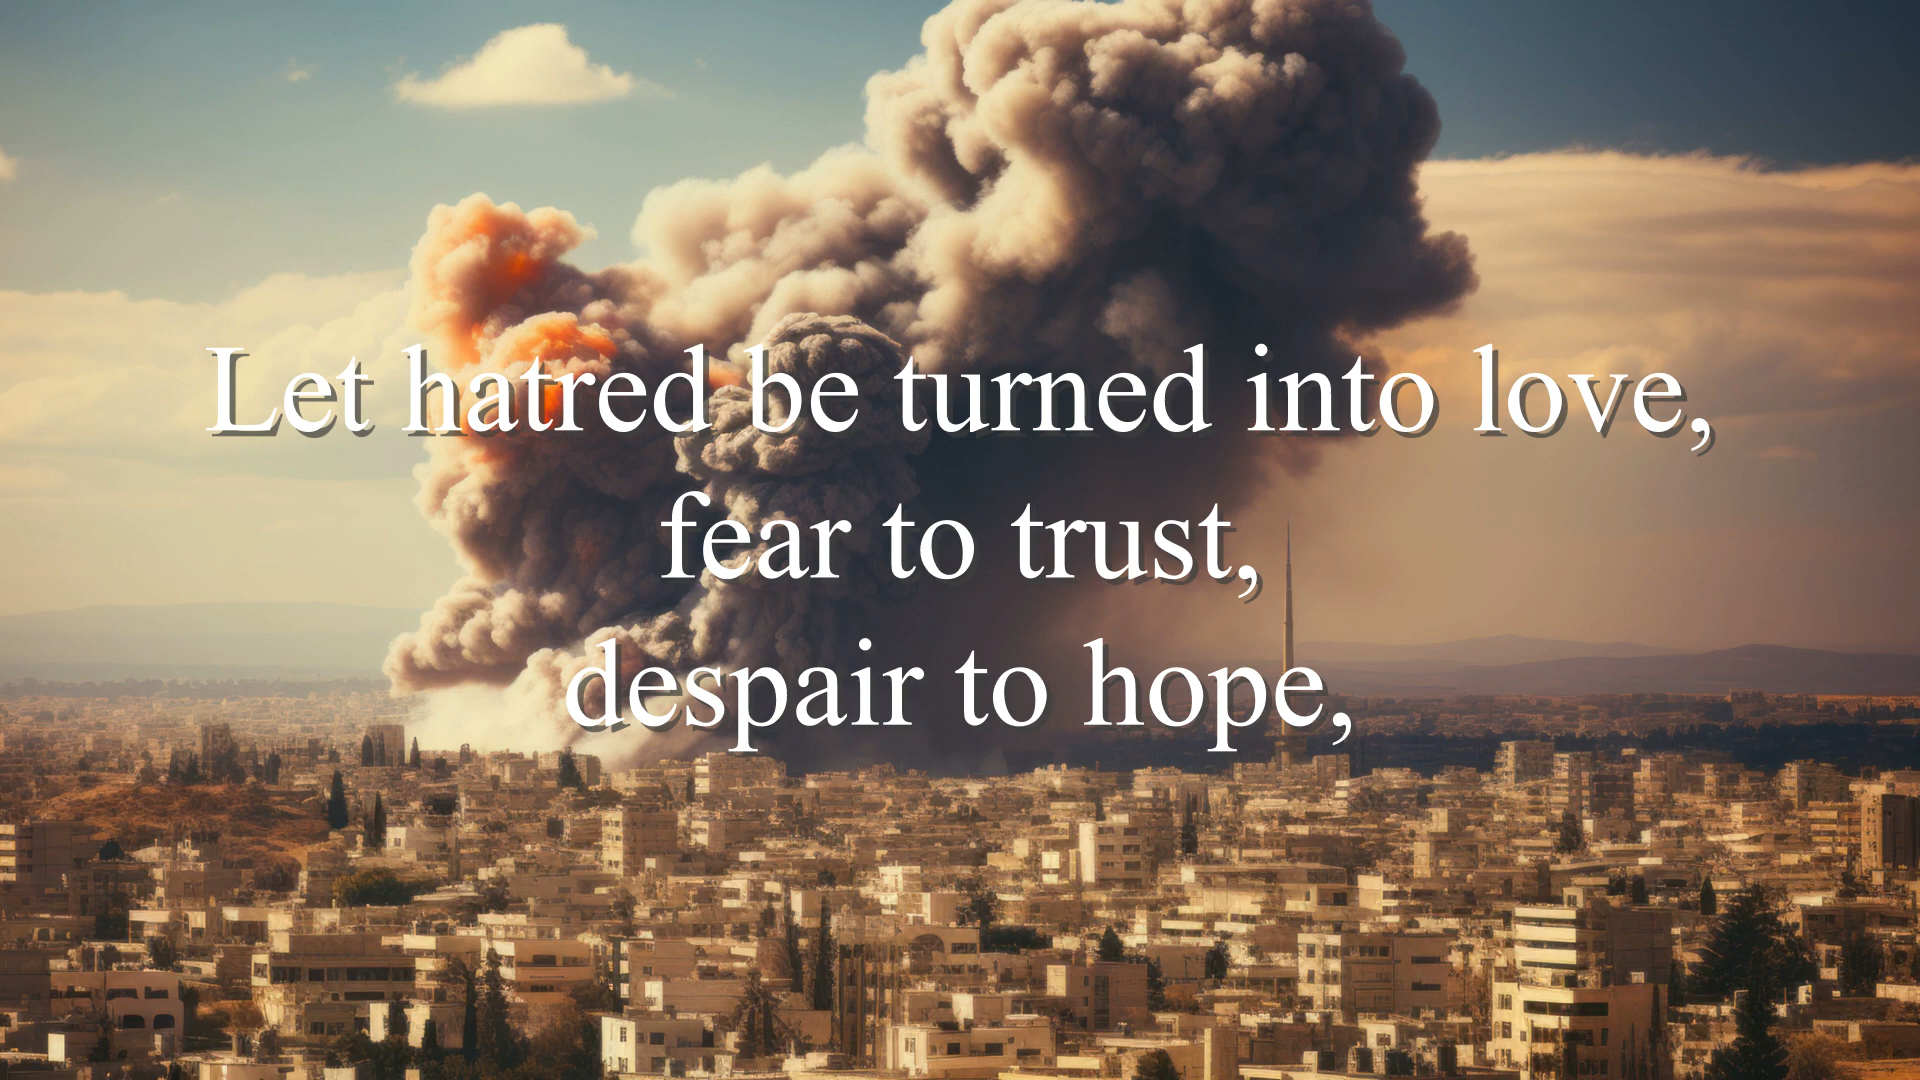 Let hatred be turned into love,
fear to trust,
despair to hope,